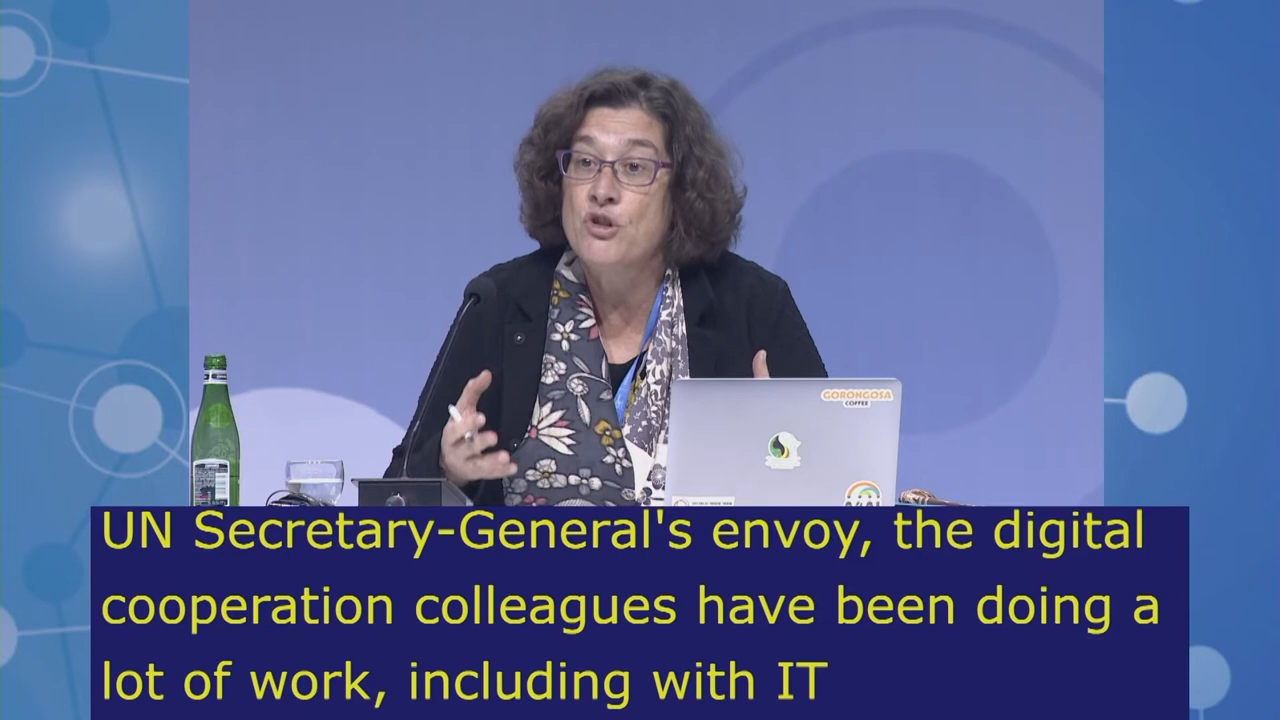 GORONGOSA
COFFEE
UN Secretary-General's envoy, the digital
cooperation colleagues have been doing a
lot of work, including with IT